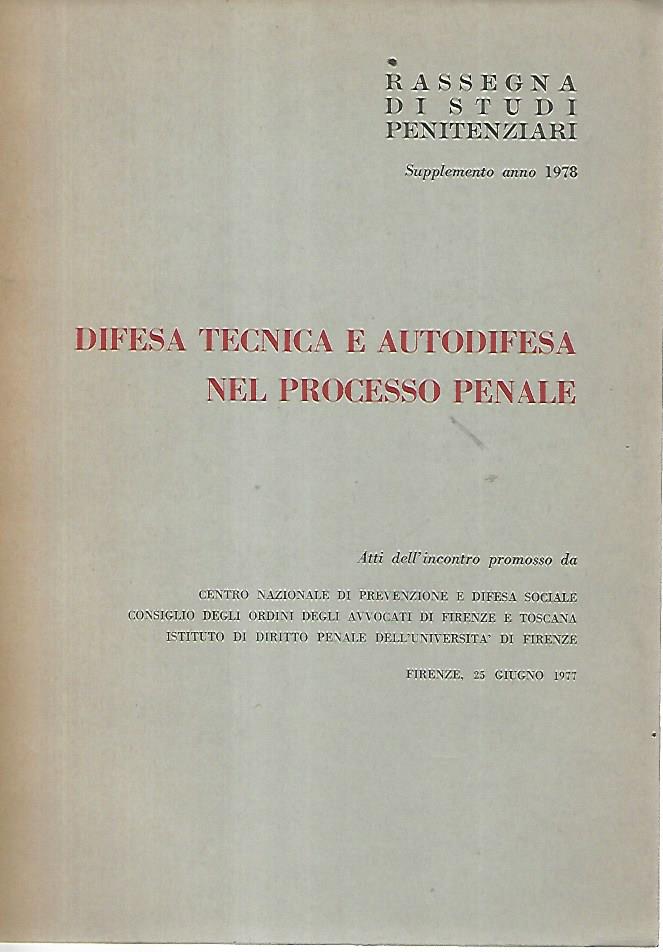 RASSEGNA
DI STUDI
PENITENZIARI
Supplemento anno 1978
DIFESA TECNICA E AUTODIFESA
NEL PROCESSO PENALE
Atti dell'incontro promosso da
CENTRO NAZIONALE DI PREVENZIONE E DIFESA SOCIALE
CONSIGLIO DEGLI ORDINI DEGLI AVVOCATI DI FIRENZE E TOSCANA
ISTITUTO DI DIRITTO PENALE DELL'UNIVERSITA' DI FIRENZE
FIRENZE, 25 GIUGNO 1977